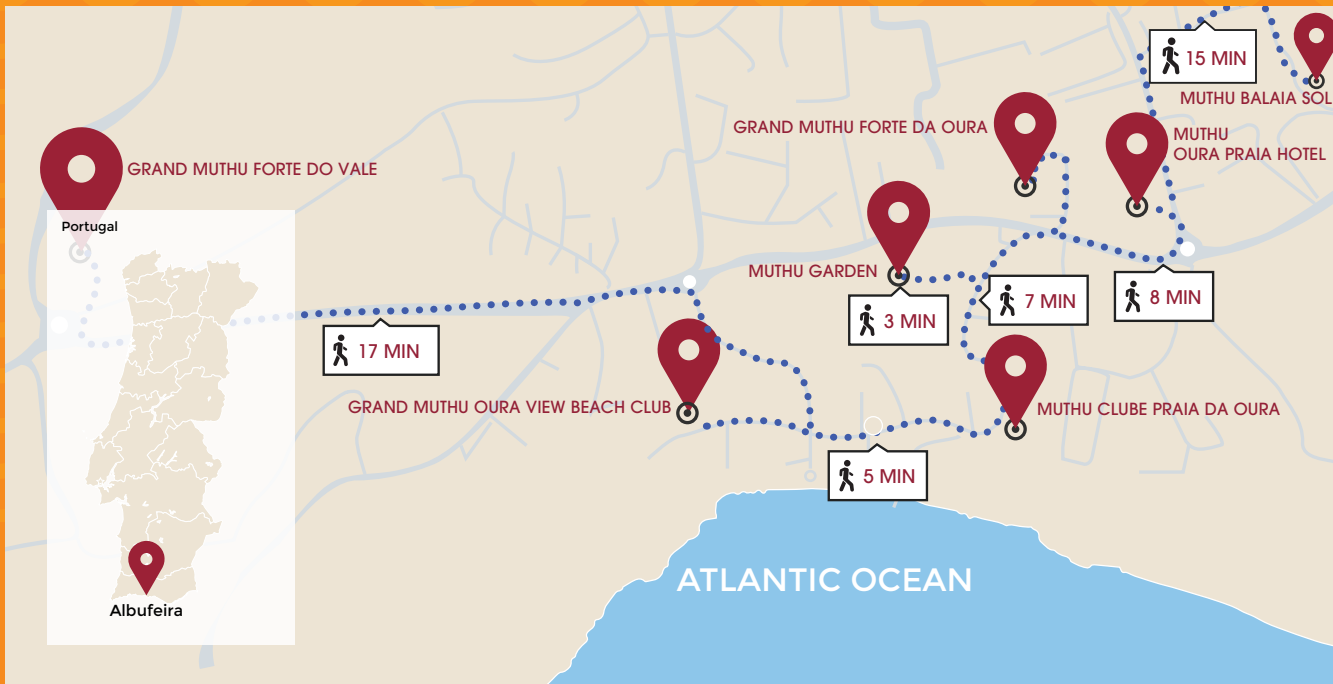 15 MIN
MUTHU BALAIA SOL
GRAND MUTHU FORTE DA OURA
MUTHU
OURA PRAIA HOTEL
GRAND MUTHU FORTE DO VALE
Portugal
MUTHU GARDEN
3 MIN
7 MIN
8 MIN
17 MIN
GRAND MUTHU OURA VIEW BEACH CLUB
MUTHU CLUBE PRAIA DA OURA
5 MIN
ATLANTIC OCEAN
Albufeira